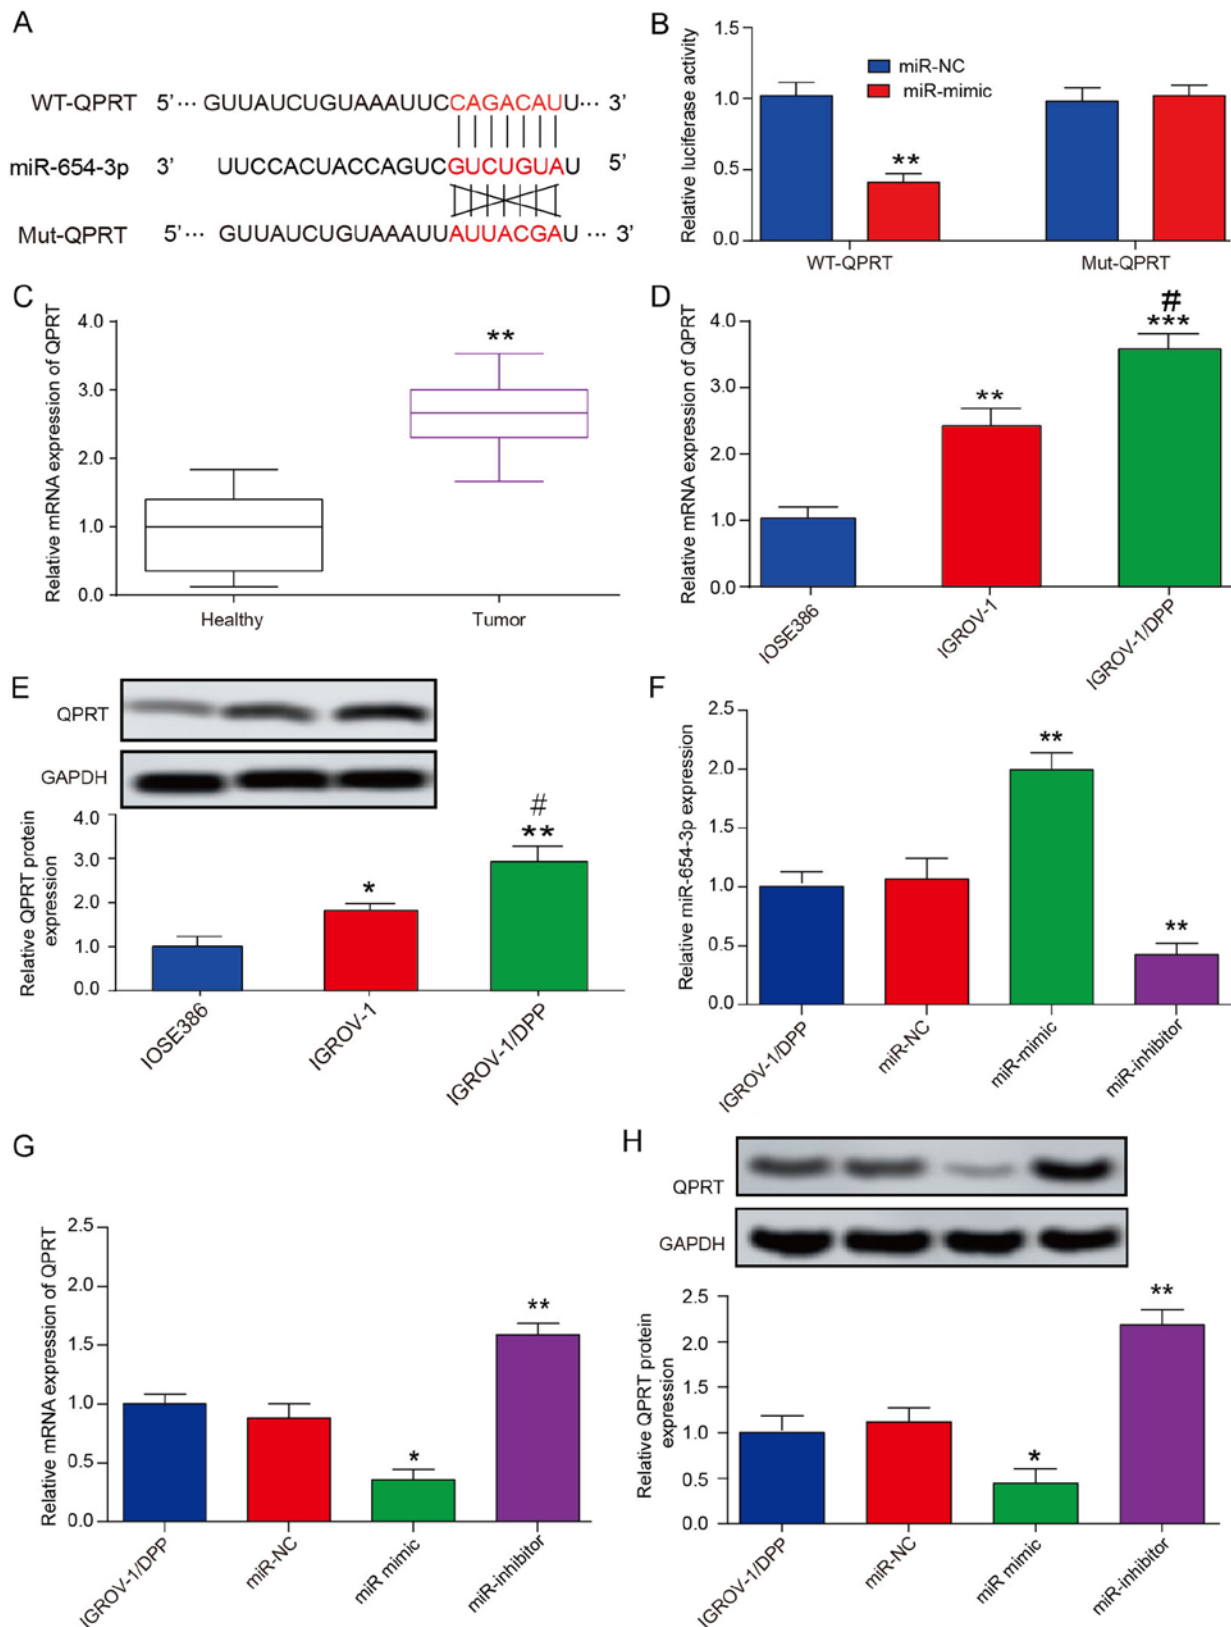 A
WT-QPRT 5’··· GUUAUCUGUAAAUUCCAGACAUU··· 3’
miR-654-3p 3’ UUCCACUACCAGUCGUCUGUAU 5’
Mut-QPRT 5’··· GUUAUCUGUAAAUUAUUACGAU ··· 3’
B
Relative luciferase activity
1.5
1.0
0.5
0.0
miR-NC
miR-mimic
**
WT-QPRT Mut-QPRT
C
Relative mRNA expression of QPRT
4.0
3.0
2.0
1.0
0.0
**
Healthy Tumor
D
Relative mRNA expression of QPRT
4.0
3.0
2.0
1.0
0.0
**
#
***
IOSE386 IGROV-1 IGROV-1/DPP
E
QPRT
GAPDH
Relative QPRT protein
expression
4.0
3.0
2.0
1.0
0.0
*
#
**
IOSE386 IGROV-1 IGROV-1/DPP
F
Relative miR-654-3p expression
2.5
2.0
1.5
1.0
0.5
0.0
**
**
IGROV-1/DPP miR-NC miR-mimic miR-inhibitor
G
Relative mRNA expression of QPRT
2.5
2.0
1.5
1.0
0.5
0.0
*
**
IGROV-1/DPP miR-NC miR mimic miR-inhibitor
H
QPRT
GAPDH
Relative QPRT protein
expression
2.5
2.0
1.5
1.0
0.5
0.0
*
**
IGROV-1/DPP miR-NC miR mimic miR-inhibitor